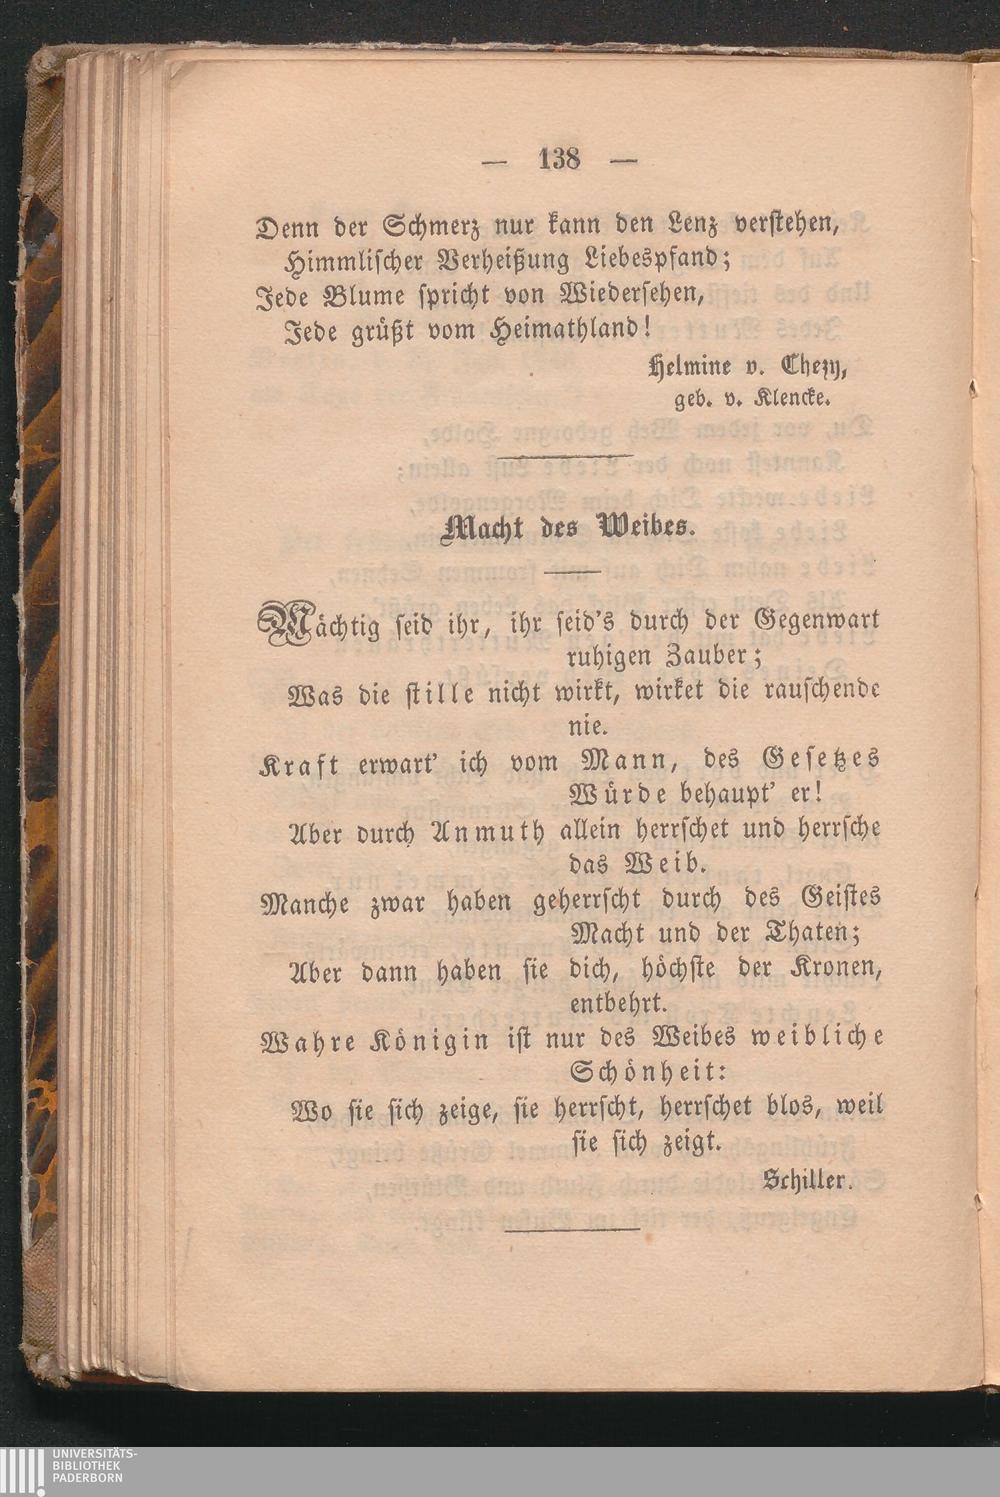 — 138 —
Denn der Schmerz nur kann den Lenz verstehen,
Himmlischer Verheißung Liebespfand;
Jede Blume spricht von Wiedersehen,
Jede grüßt vom Heimathland!
Helmine v. Chezy,
geb. v. Klencke.
Macht des Weibes.
Mächtig seid ihr, ihr seid's durch der Gegenwart
ruhigen Zauber;
Was die stille nicht wirkt, wirket die rauschende
nie.
Kraft erwart' ich vom Mann, des Gesetzes
Würde behaupt' er!
Aber durch Anmuth allein herrschet und herrsche
das Weib.
Manche zwar haben geherrscht durch des Geistes
Macht und der Thaten;
Aber dann haben sie dich, höchste der Kronen,
entbehrt.
Wahre Königin ist nur des Weibes weibliche
Schönheit:
Wo sie sich zeige, sie herrscht, herrschet blos, weil
sie sich zeigt.
Schiller.
UNIVERSITÄTS-
BIBLIOTHEK
PADERBORN